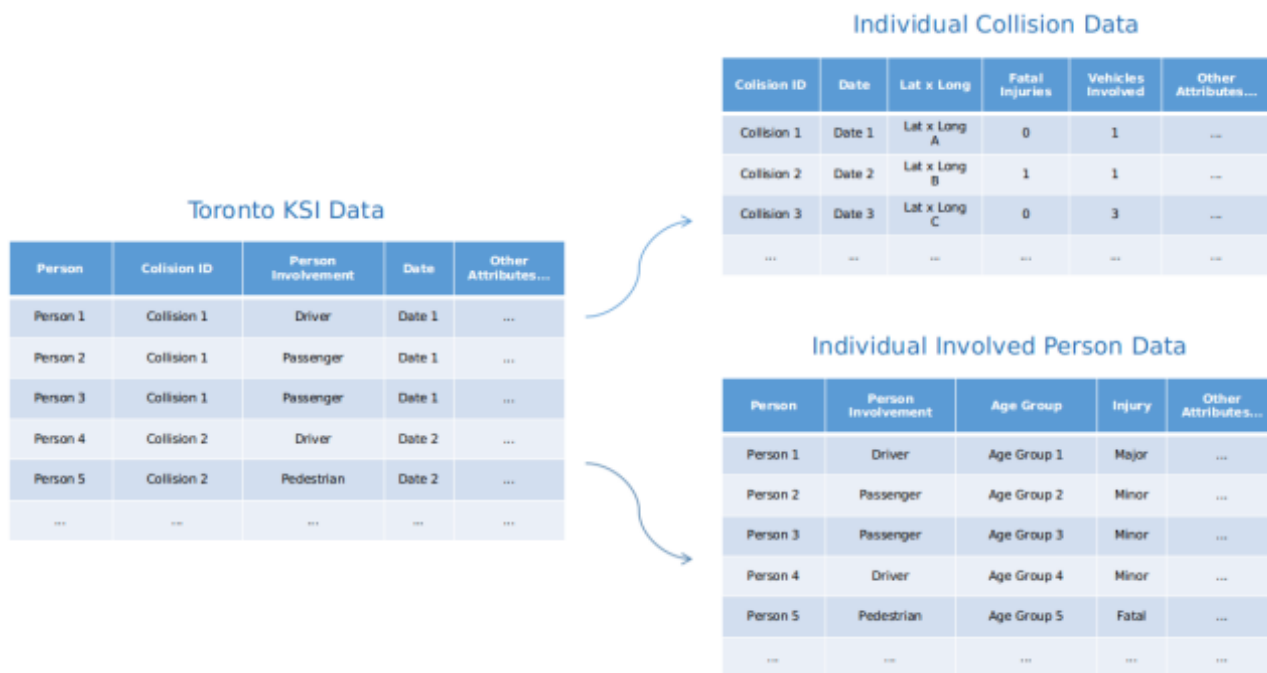 Individual Collision Data
Colision ID Date Lat x Long Fatal Injuries Vehicles Involved Other Attributes...
Collision 1 Date 1 Lat x Long A 0 1 ...
Collision 2 Date 2 Lat x Long B 1 1 ...
Collision 3 Date 3 Lat x Long C 0 3 ...
... ... ... ... ... ...
Toronto KSI Data
Person Colision ID Person Involvement Date Other Attributes...
Person 1 Collision 1 Driver Date 1 ...
Person 2 Collision 1 Passenger Date 1 ...
Person 3 Collision 1 Passenger Date 1 ...
Person 4 Collision 2 Driver Date 2 ...
Person 5 Collision 2 Pedestrian Date 2 ...
... ... ... ... ...
Individual Involved Person Data
Person Person Involvement Age Group Injury Other Attributes...
Person 1 Driver Age Group 1 Major ...
Person 2 Passenger Age Group 2 Minor ...
Person 3 Passenger Age Group 3 Minor ...
Person 4 Driver Age Group 4 Minor ...
Person 5 Pedestrian Age Group 5 Fatal ...
... ... ... ... ...